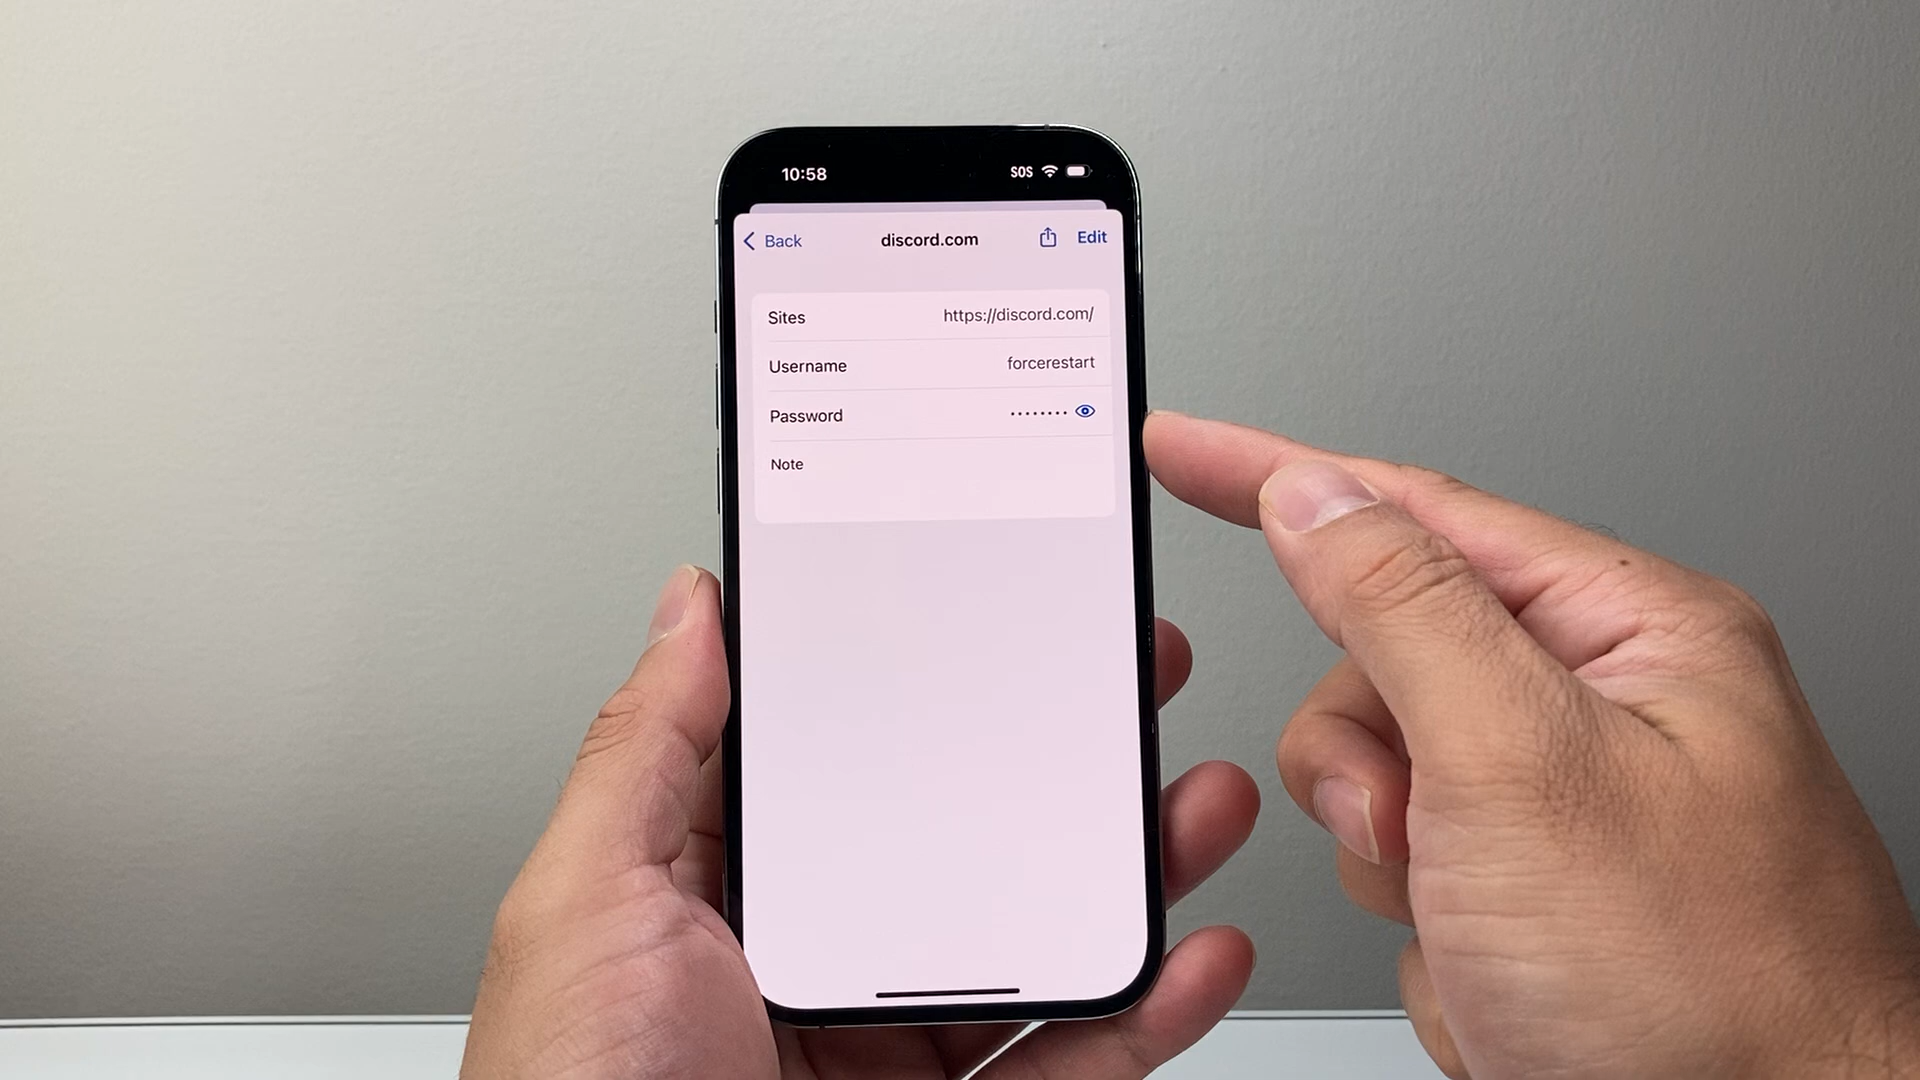 10:58 SOS
Back discord.com Edit
Sites https://discord.com/
Username forcerestart
Password ••••••••
Note